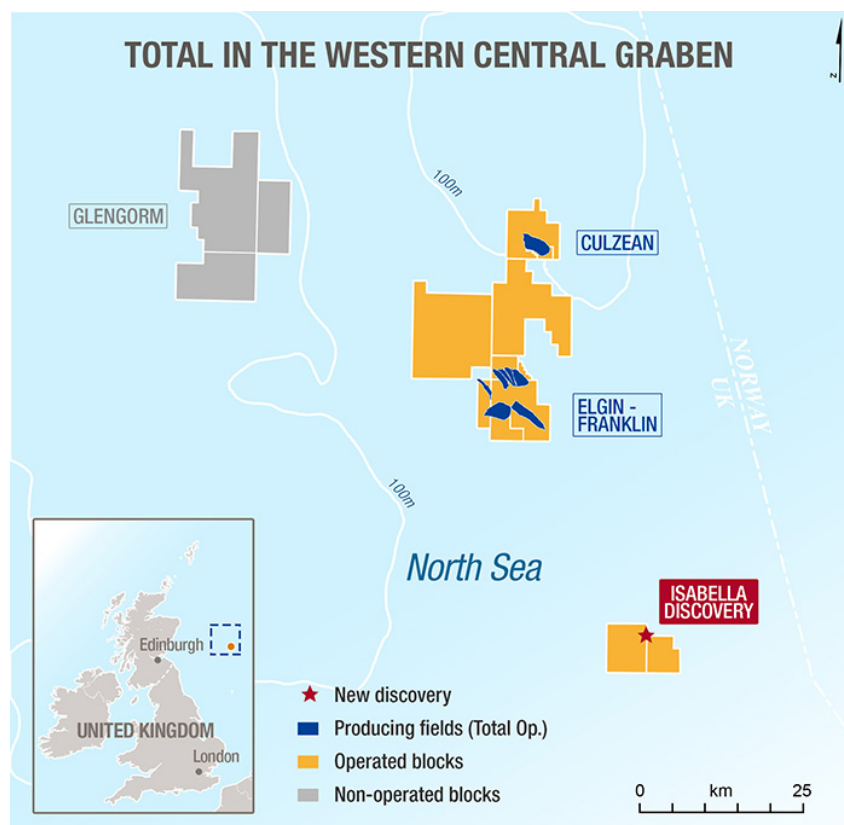 TOTAL IN THE WESTERN CENTRAL GRABEN
N
100m
GLENGORM
CULZEAN
NORWAY
UK
ELGIN -
FRANKLIN
100m
North Sea
ISABELLA
DISCOVERY
Edinburgh
UNITED KINGDOM
London
New discovery
Producing fields (Total Op.)
Operated blocks
Non-operated blocks
0 km 25